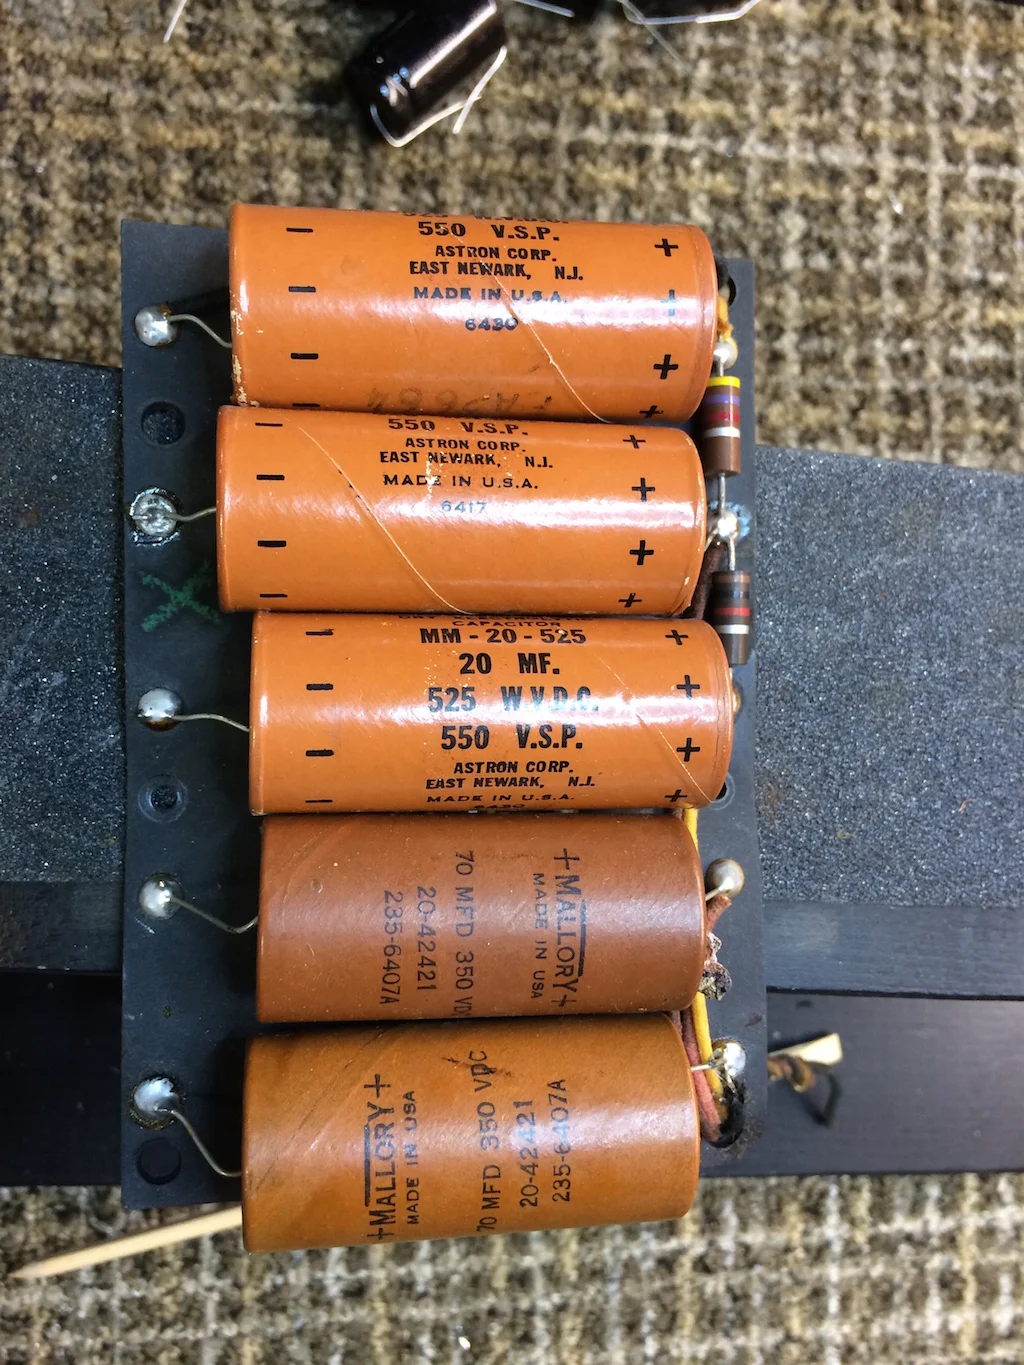 550 V.S.P.
ASTRON CORP.
EAST NEWARK, N.J.
MADE IN U.S.A.
6430
550 V.S.P.
ASTRON CORP.
EAST NEWARK, N.J.
MADE IN U.S.A.
6417
CAPACITOR
MM-20-525
20 MF.
525 W.V.D.C.
550 V.S.P.
ASTRON CORP.
EAST NEWARK, N.J.
MADE IN U.S.A.
6430
+MALLORY+
MADE IN USA
70 MFD 350 VDC
20-42421
235-6407A
+MALLORY+
MADE IN USA
70 MFD 350 VDC
20-42421
235-6407A